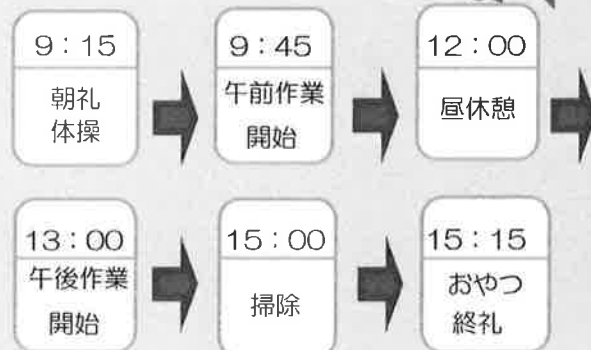 9：15
朝礼
体操
9：45
午前作業
開始
12：00
昼休憩
13：00
午後作業
開始
15：00
掃除
15：15
おやつ
終礼